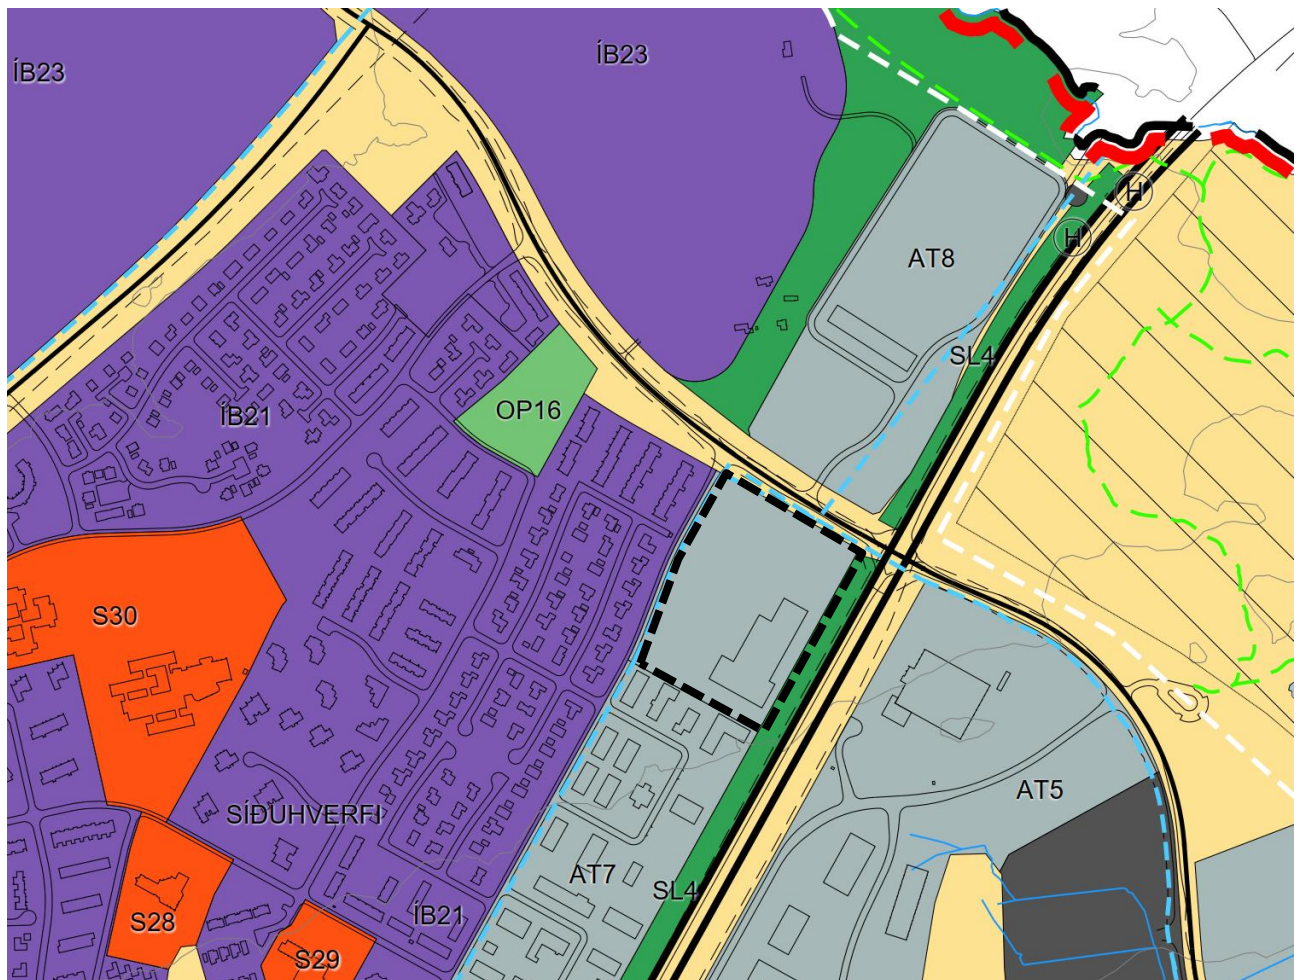 ÍB23
ÍB23
H
H
AT8
SL4
OP16
ÍB21
S30
AT5
SÍÐUHVERFI
AT7
SL4
ÍB21
S28
S29